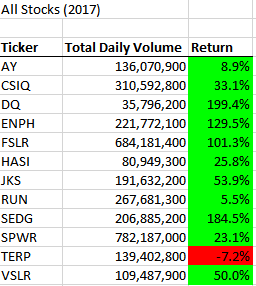 All Stocks (2017)
Ticker Total Daily Volume Return
AY 136,070,900 8.9%
CSIQ 310,592,800 33.1%
DQ 35,796,200 199.4%
ENPH 221,772,100 129.5%
FSLR 684,181,400 101.3%
HASI 80,949,300 25.8%
JKS 191,632,200 53.9%
RUN 267,681,300 5.5%
SEDG 206,885,200 184.5%
SPWR 782,187,000 23.1%
TERP 139,402,800 -7.2%
VSLR 109,487,900 50.0%